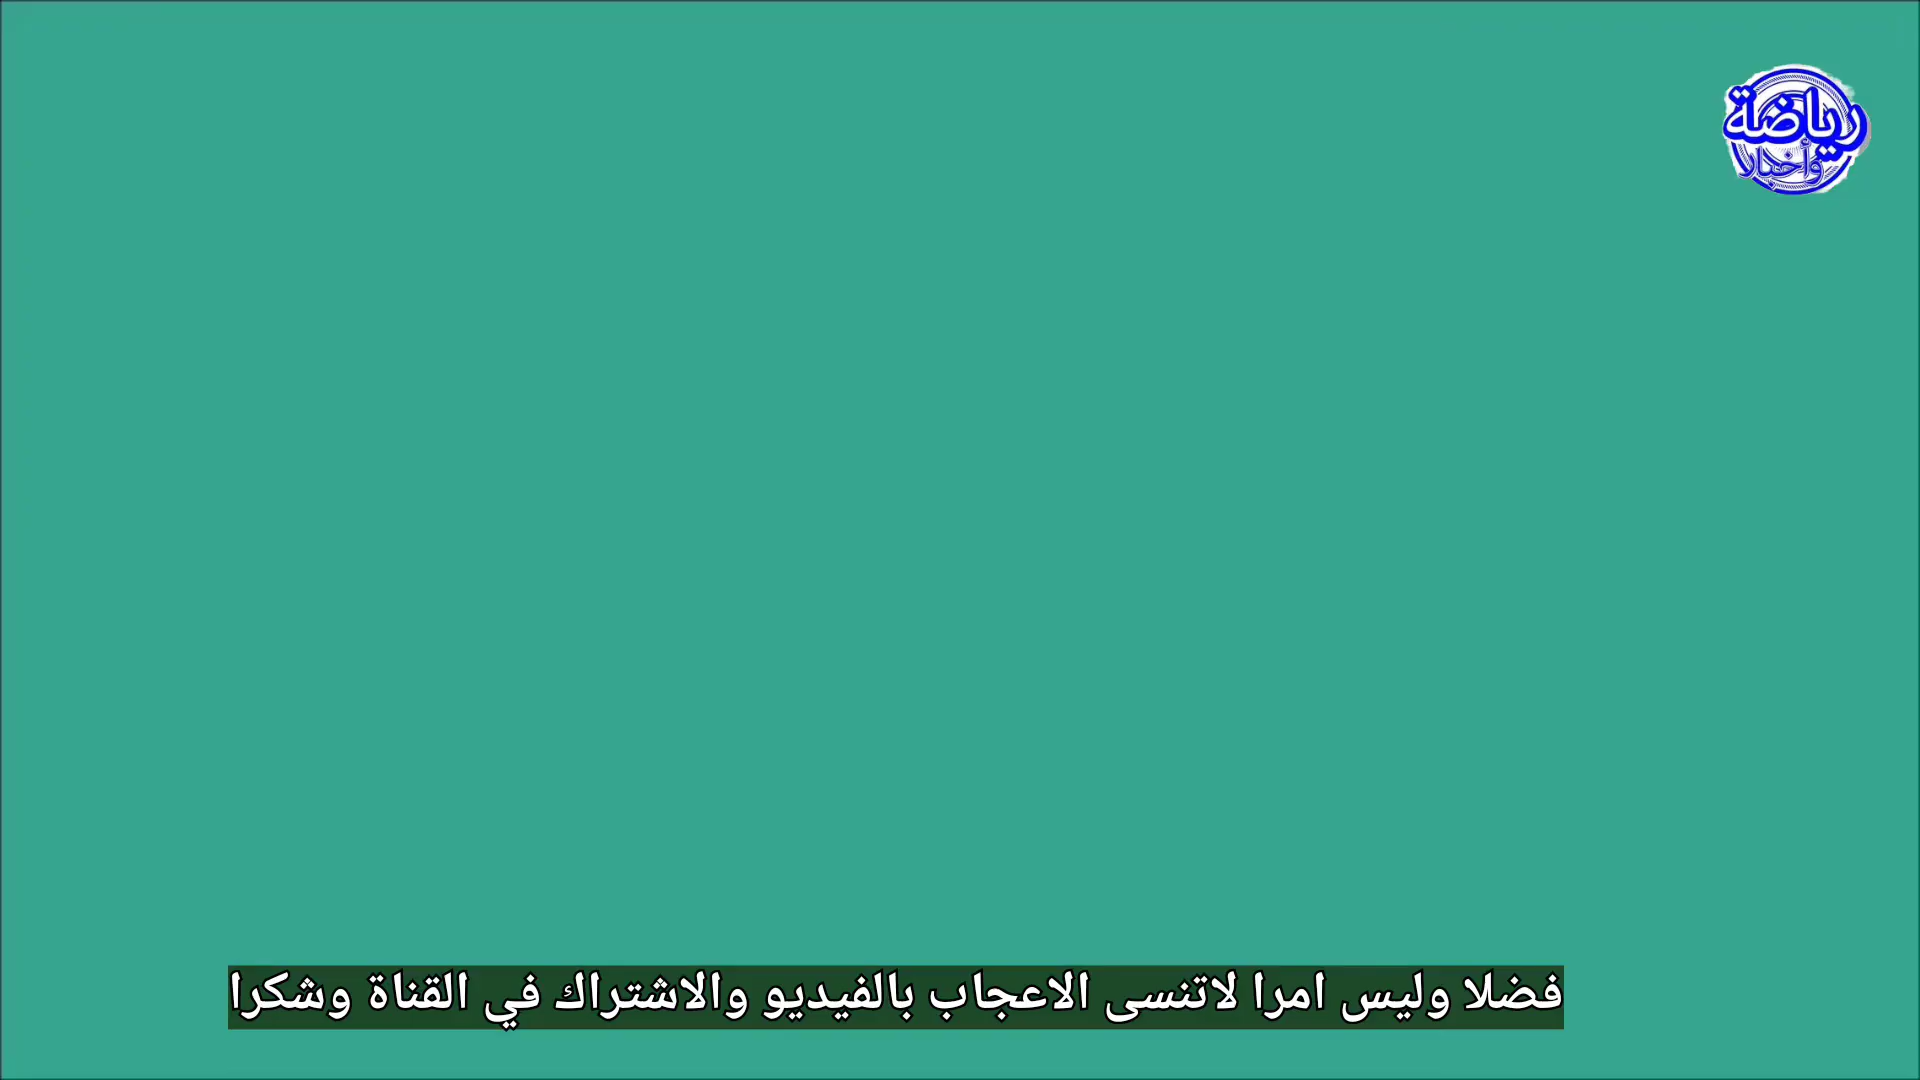 رياضة
وأخبار
فضلا وليس امرا لاتنسى الاعجاب بالفيديو والاشتراك في القناة وشكرا